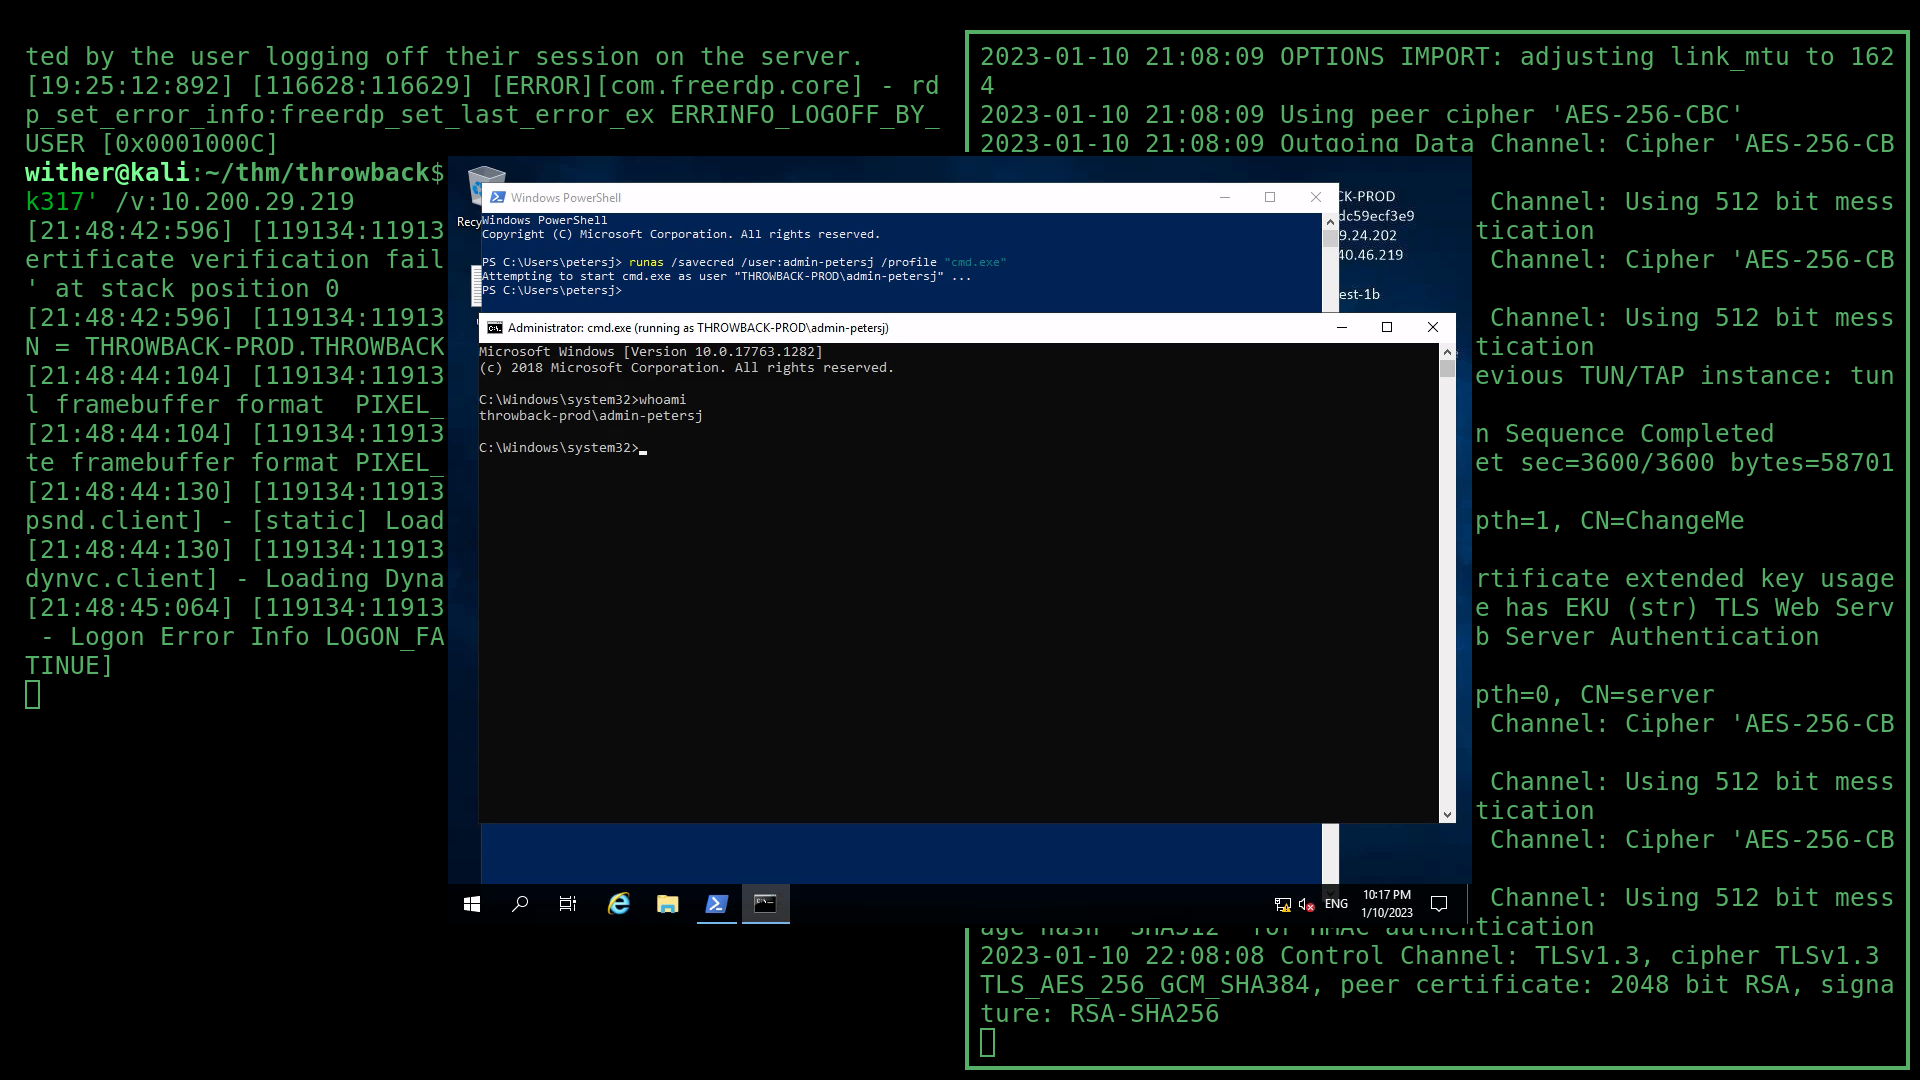 ted by the user logging off their session on the server.
[19:25:12:892] [116628:116629] [ERROR][com.freerdp.core] - rd
p_set_error_info:freerdp_set_last_error_ex ERRINFO_LOGOFF_BY_
USER [0x0001000C]
wither@kali:~/thm/throwback$
k317' /v:10.200.29.219
[21:48:42:596] [119134:11913
ertificate verification fail
' at stack position 0
[21:48:42:596] [119134:11913
N = THROWBACK-PROD.THROWBACK
[21:48:44:104] [119134:11913
l framebuffer format  PIXEL_
[21:48:44:104] [119134:11913
te framebuffer format PIXEL_
[21:48:44:130] [119134:11913
psnd.client] - [static] Load
[21:48:44:130] [119134:11913
dynvc.client] - Loading Dyna
[21:48:45:064] [119134:11913
 - Logon Error Info LOGON_FA
TINUE]
Recy
Windows PowerShell
Windows PowerShell
Copyright (C) Microsoft Corporation. All rights reserved.
PS C:\Users\petersj> runas /savecred /user:admin-petersj /profile "cmd.exe"
Attempting to start cmd.exe as user "THROWBACK-PROD\admin-petersj" ...
PS C:\Users\petersj>
CK-PROD
dc59ecf3e9
9.24.202
40.46.219
est-1b
Administrator: cmd.exe (running as THROWBACK-PROD\admin-petersj)
Microsoft Windows [Version 10.0.17763.1282]
(c) 2018 Microsoft Corporation. All rights reserved.
C:\Windows\system32>whoami
throwback-prod\admin-petersj
C:\Windows\system32>
ENG
10:17 PM
1/10/2023
2023-01-10 21:08:09 OPTIONS IMPORT: adjusting link_mtu to 162
4
2023-01-10 21:08:09 Using peer cipher 'AES-256-CBC'
2023-01-10 21:08:09 Outgoing Data Channel: Cipher 'AES-256-CB
Channel: Using 512 bit mess
tication
Channel: Cipher 'AES-256-CB
Channel: Using 512 bit mess
tication
evious TUN/TAP instance: tun
n Sequence Completed
et sec=3600/3600 bytes=58701
pth=1, CN=ChangeMe
rtificate extended key usage
e has EKU (str) TLS Web Serv
b Server Authentication
pth=0, CN=server
Channel: Cipher 'AES-256-CB
Channel: Using 512 bit mess
tication
Channel: Cipher 'AES-256-CB
Channel: Using 512 bit mess
age hash 'SHA512' for HMAC authentication
2023-01-10 22:08:08 Control Channel: TLSv1.3, cipher TLSv1.3
TLS_AES_256_GCM_SHA384, peer certificate: 2048 bit RSA, signa
ture: RSA-SHA256